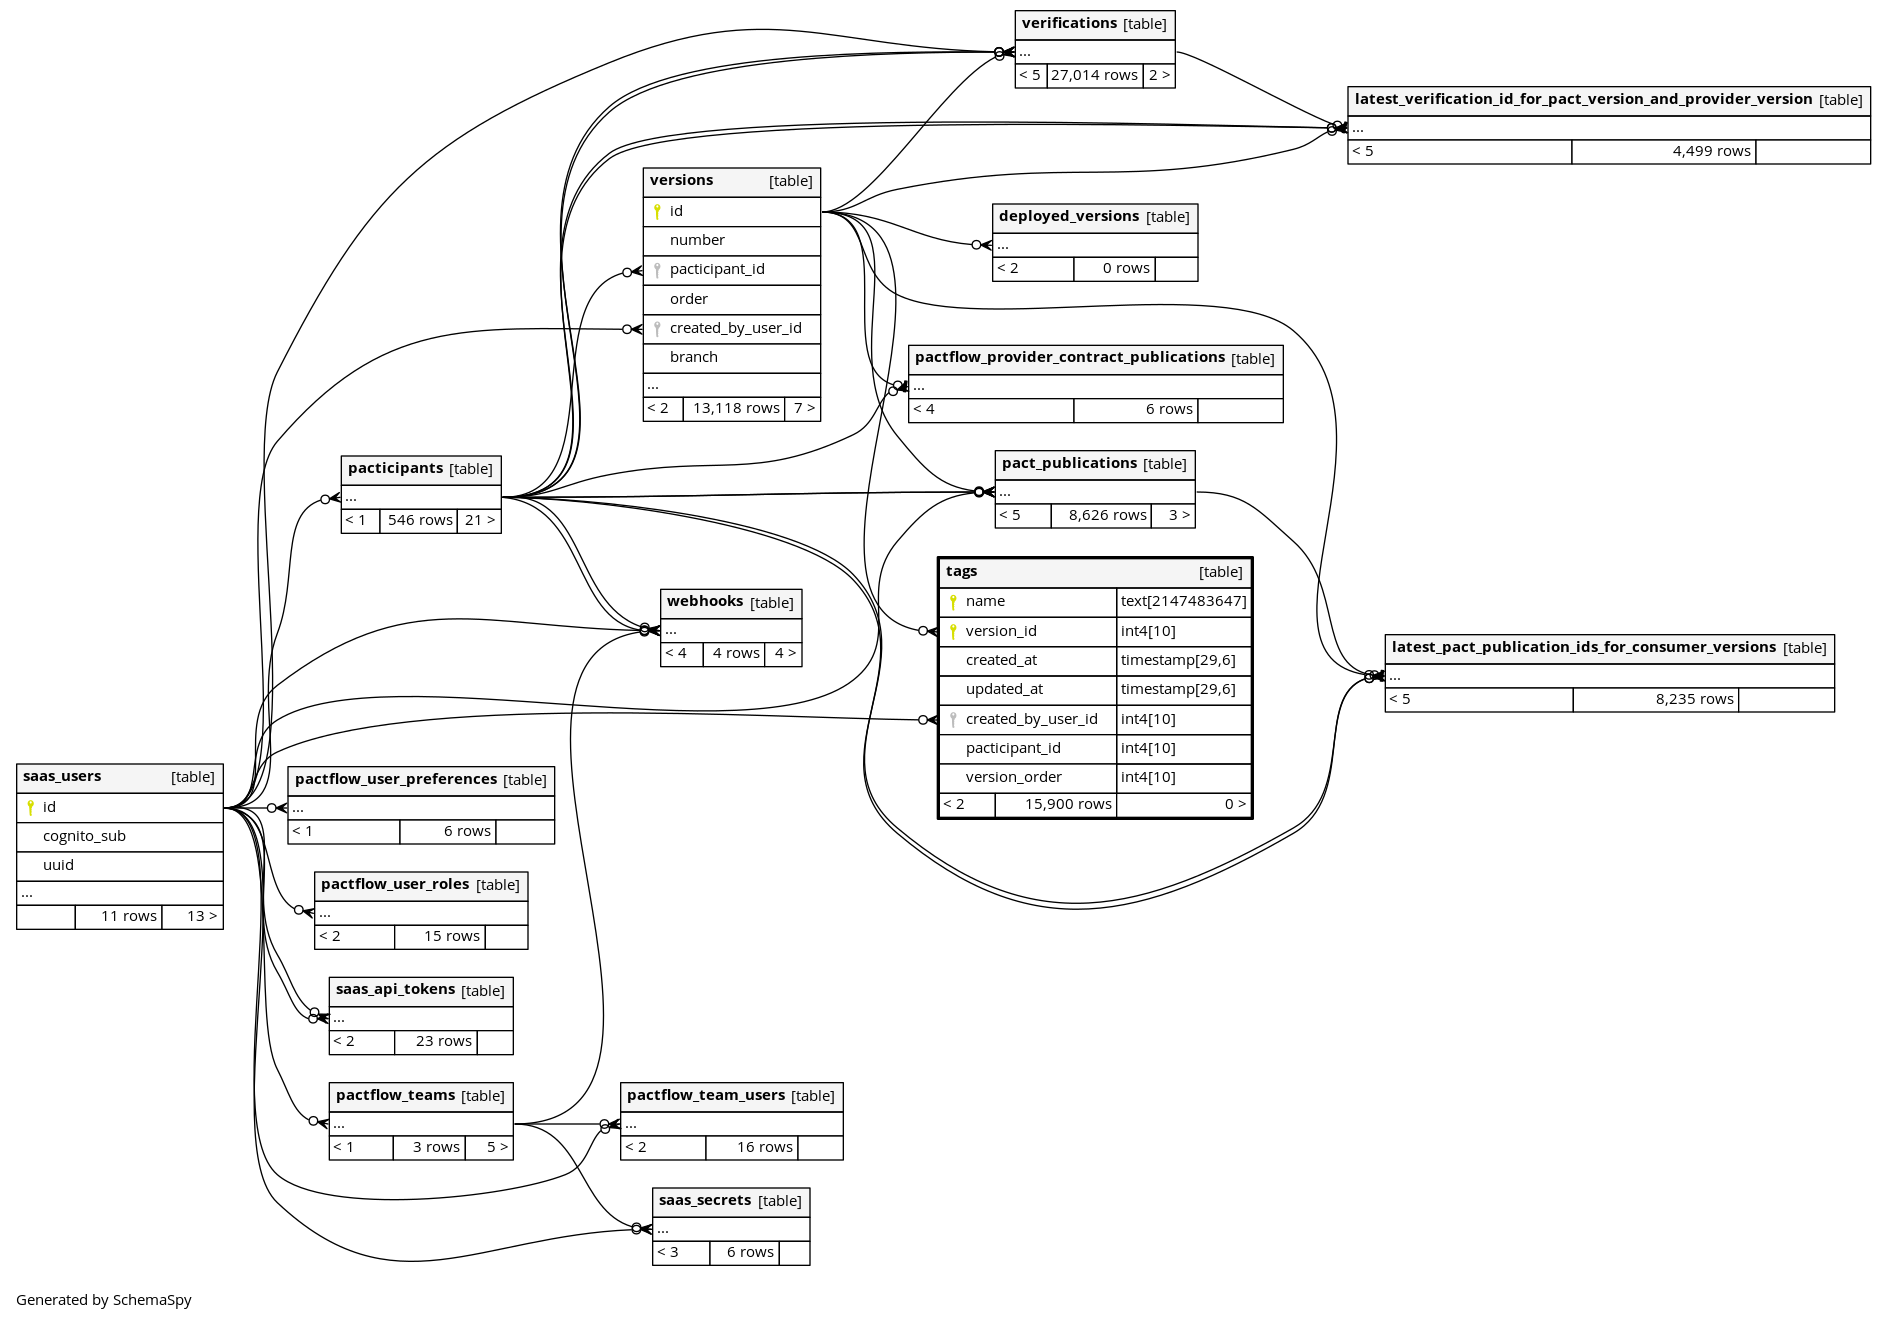 verifications [table]
...
< 5 27,014 rows 2 >
latest_verification_id_for_pact_version_and_provider_version [table]
...
< 5 4,499 rows
versions [table]
id
number
pacticipant_id
order
created_by_user_id
branch
...
< 2 13,118 rows 7 >
deployed_versions [table]
...
< 2 0 rows
pactflow_provider_contract_publications [table]
...
< 4 6 rows
pacticipants [table]
...
< 1 546 rows 21 >
pact_publications [table]
...
< 5 8,626 rows 3 >
webhooks [table]
...
< 4 4 rows 4 >
tags [table]
name text[2147483647]
version_id int4[10]
created_at timestamp[29,6]
updated_at timestamp[29,6]
created_by_user_id int4[10]
pacticipant_id int4[10]
version_order int4[10]
< 2 15,900 rows 0 >
latest_pact_publication_ids_for_consumer_versions [table]
...
< 5 8,235 rows
saas_users [table]
id
cognito_sub
uuid
...
11 rows 13 >
pactflow_user_preferences [table]
...
< 1 6 rows
pactflow_user_roles [table]
...
< 2 15 rows
saas_api_tokens [table]
...
< 2 23 rows
pactflow_teams [table]
...
< 1 3 rows 5 >
pactflow_team_users [table]
...
< 2 16 rows
saas_secrets [table]
...
< 3 6 rows
Generated by SchemaSpy